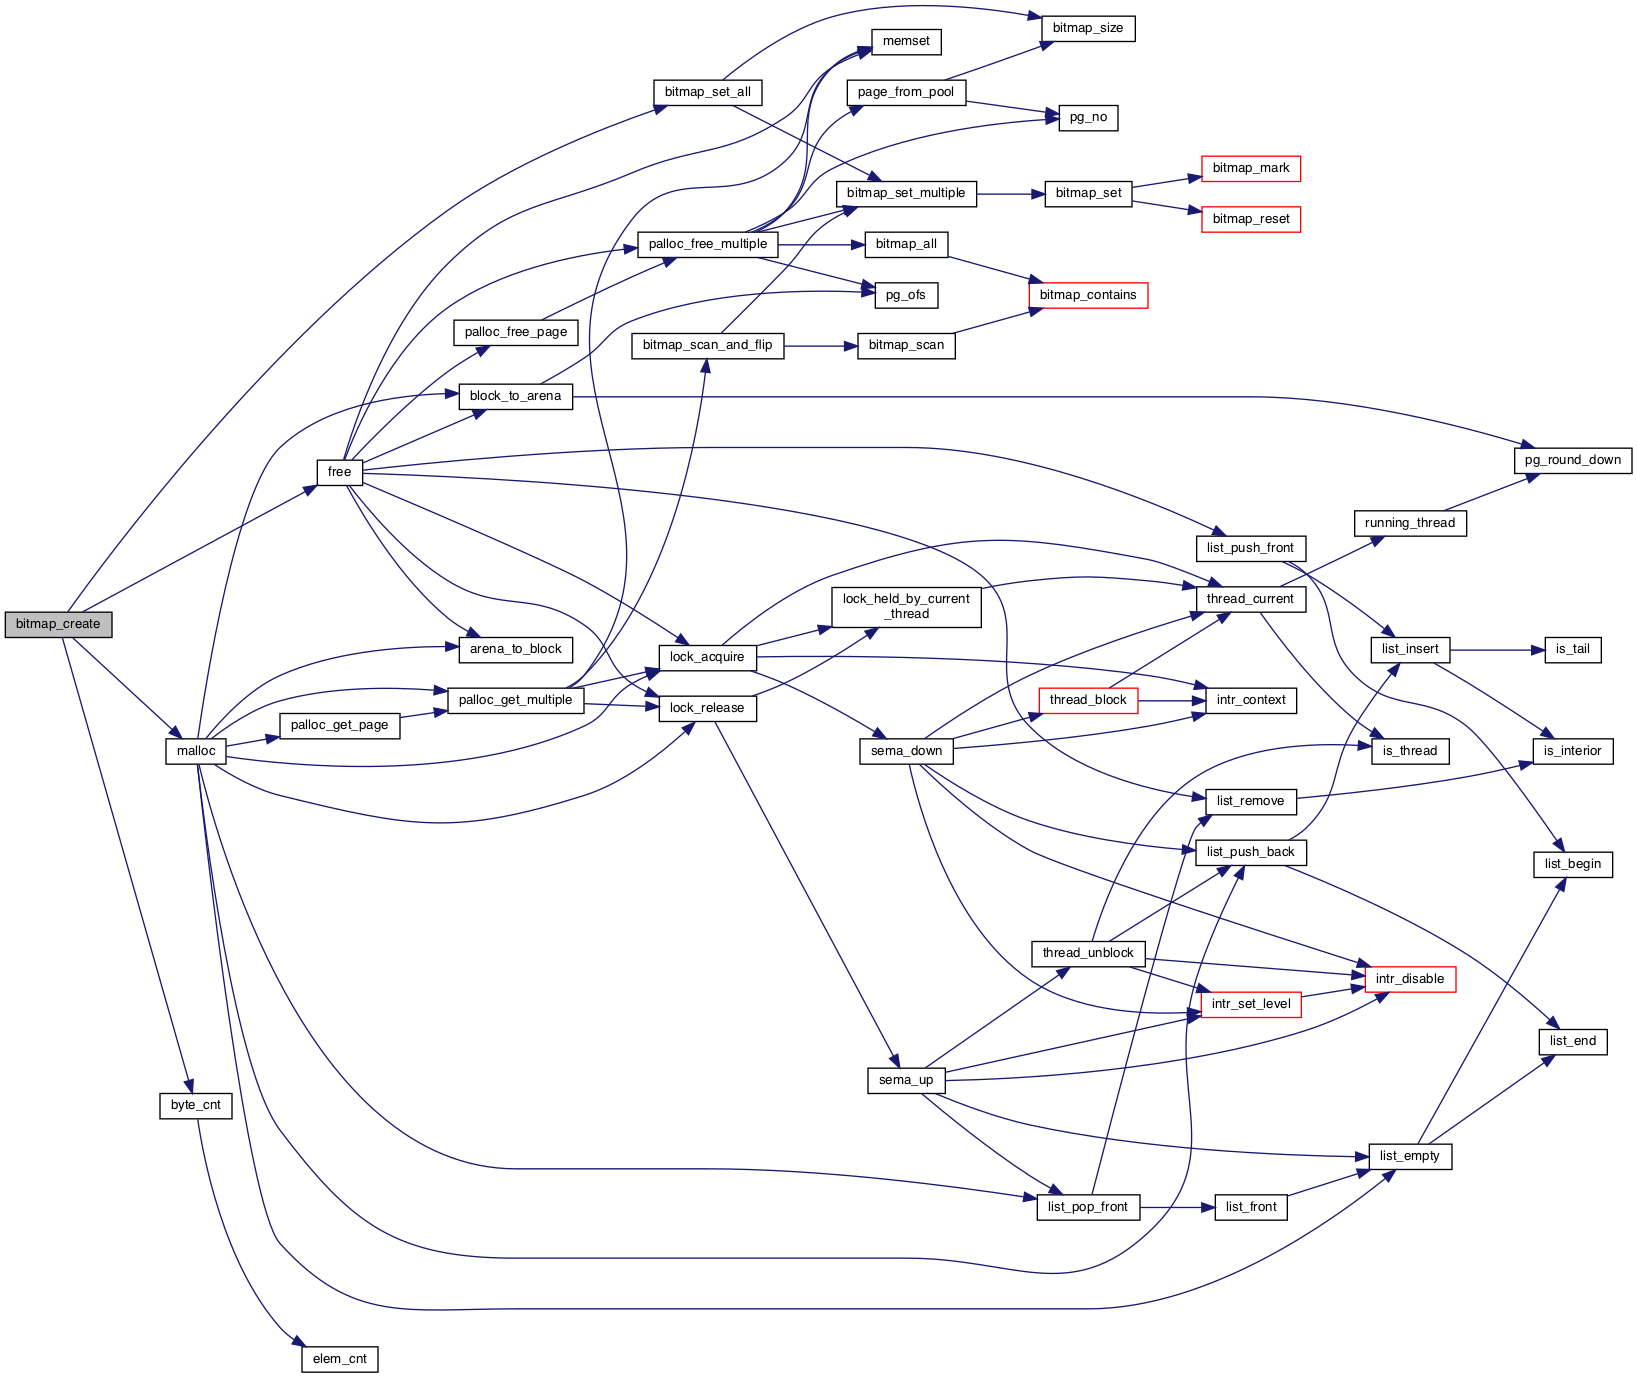 bitmap_size
memset
bitmap_set_all
page_from_pool
pg_no
bitmap_mark
bitmap_set_multiple
bitmap_set
bitmap_reset
palloc_free_multiple
bitmap_all
pg_ofs
bitmap_contains
palloc_free_page
bitmap_scan_and_flip
bitmap_scan
block_to_arena
free
pg_round_down
running_thread
list_push_front
thread_current
lock_held_by_current
_thread
bitmap_create
arena_to_block
lock_acquire
list_insert
is_tail
palloc_get_multiple
lock_release
thread_block
intr_context
palloc_get_page
malloc
sema_down
is_thread
is_interior
list_remove
list_push_back
list_begin
thread_unblock
intr_disable
intr_set_level
list_end
sema_up
byte_cnt
list_empty
list_pop_front
list_front
elem_cnt